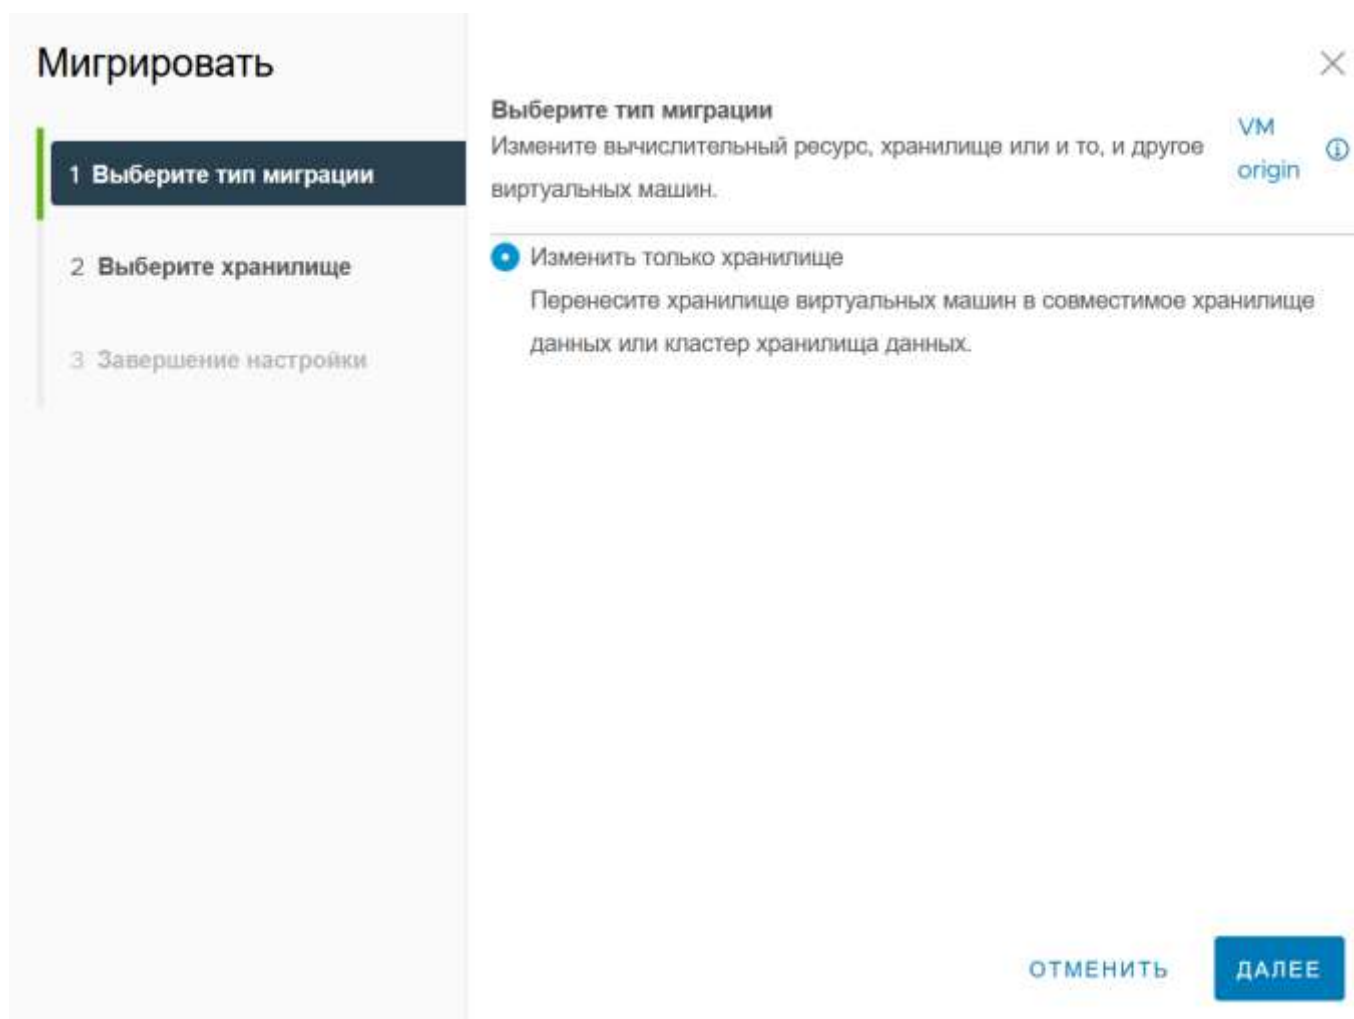 Мигрировать
1 Выберите тип миграции
2 Выберите хранилище
3 Завершение настройки
Выберите тип миграции
Измените вычислительный ресурс, хранилище или и то, и другое
виртуальных машин.
VM
origin
Изменить только хранилище
Перенесите хранилище виртуальных машин в совместимое хранилище
данных или кластер хранилища данных.
ОТМЕНИТЬ
ДАЛЕЕ